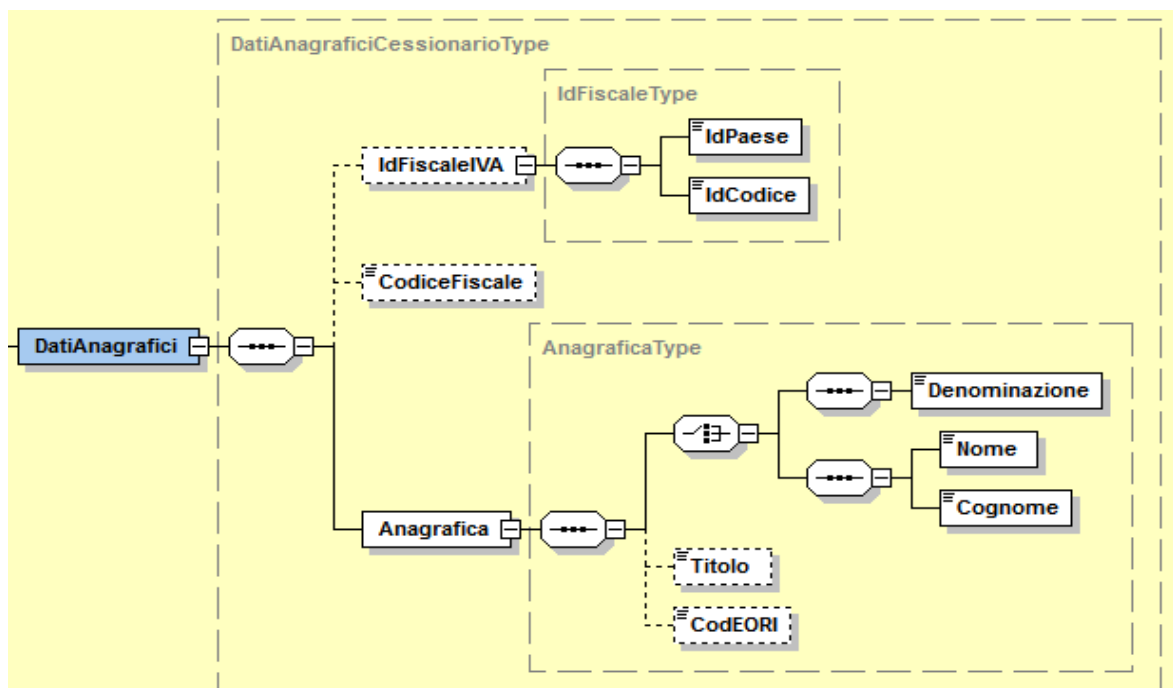 DatiAnagraficiCessionarioType
IdFiscaleType
IdPaese
IdFiscaleIVA
IdCodice
CodiceFiscale
DatiAnagrafici
AnagraficaType
Denominazione
Nome
Cognome
Anagrafica
Titolo
CodEORI